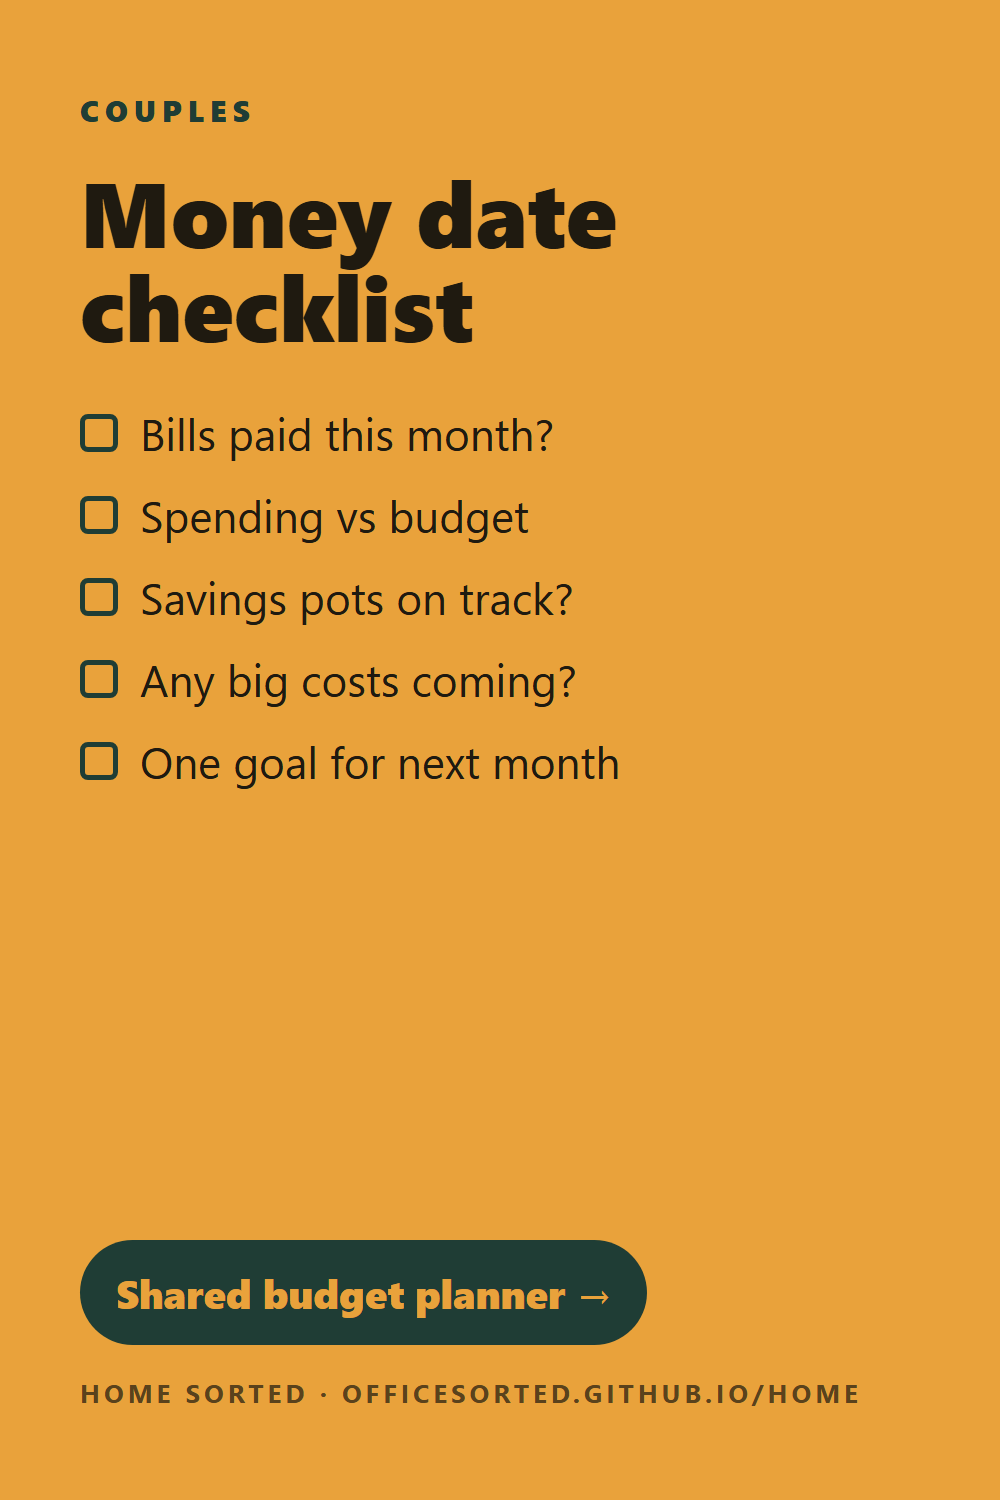 COUPLES
Money date
checklist
Bills paid this month?
Spending vs budget
Savings pots on track?
Any big costs coming?
One goal for next month
Shared budget planner →
HOME SORTED · OFFICESORTED.GITHUB.IO/HOME